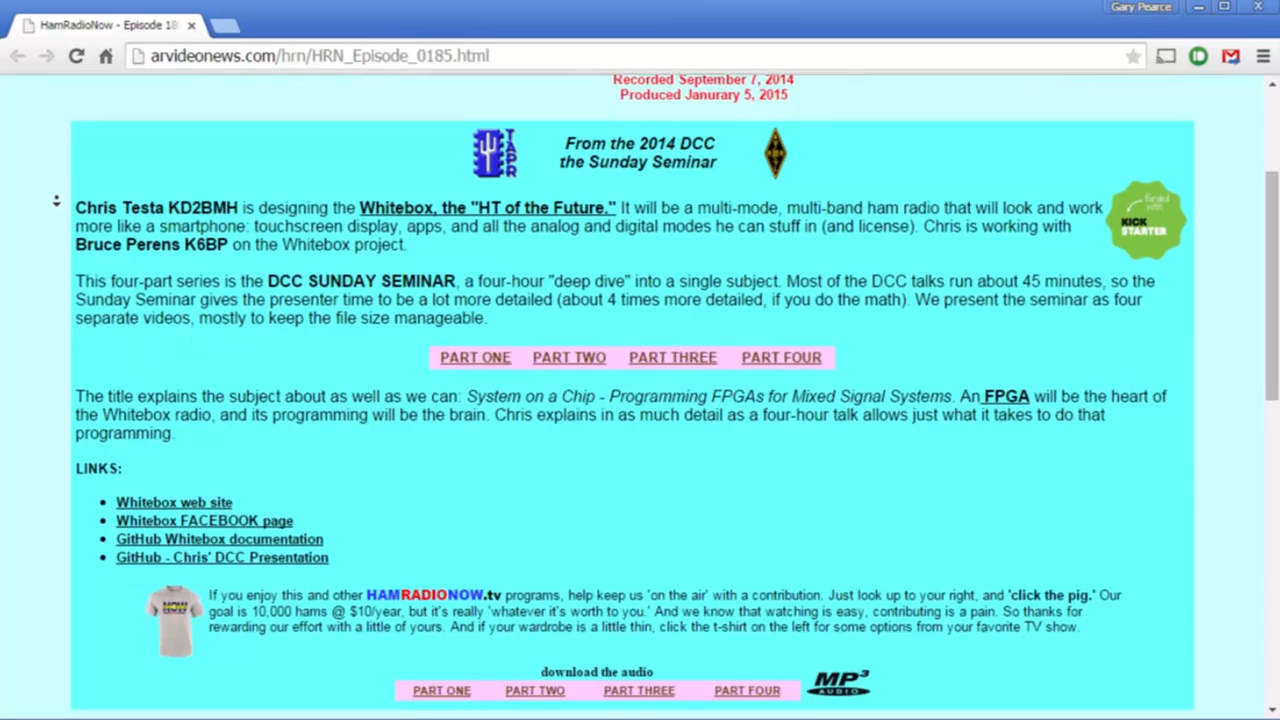 Gary Pearce
HamRadioNow - Episode 18
arvideonews.com/hrn/HRN_Episode_0185.html
Recorded September 7, 2014
Produced Janurary 5, 2015
TAPR
From the 2014 DCC
the Sunday Seminar
Chris Testa KD2BMH is designing the Whitebox, the "HT of the Future." It will be a multi-mode, multi-band ham radio that will look and work
more like a smartphone: touchscreen display, apps, and all the analog and digital modes he can stuff in (and license). Chris is working with
Bruce Perens K6BP on the Whitebox project.
funded
with
KICK
STARTER
This four-part series is the DCC SUNDAY SEMINAR, a four-hour "deep dive" into a single subject. Most of the DCC talks run about 45 minutes, so the
Sunday Seminar gives the presenter time to be a lot more detailed (about 4 times more detailed, if you do the math). We present the seminar as four
separate videos, mostly to keep the file size manageable.
PART ONE PART TWO PART THREE PART FOUR
The title explains the subject about as well as we can: System on a Chip - Programming FPGAs for Mixed Signal Systems. An FPGA will be the heart of
the Whitebox radio, and its programming will be the brain. Chris explains in as much detail as a four-hour talk allows just what it takes to do that
programming.
LINKS:
• Whitebox web site
• Whitebox FACEBOOK page
• GitHub Whitebox documentation
• GitHub - Chris' DCC Presentation
NOW
If you enjoy this and other HAMRADIONOW.tv programs, help keep us 'on the air' with a contribution. Just look up to your right, and 'click the pig.' Our
goal is 10,000 hams @ $10/year, but it's really 'whatever it's worth to you.' And we know that watching is easy, contributing is a pain. So thanks for
rewarding our effort with a little of yours. And if your wardrobe is a little thin, click the t-shirt on the left for some options from your favorite TV show.
download the audio
PART ONE PART TWO PART THREE PART FOUR
MP3
AUDIO